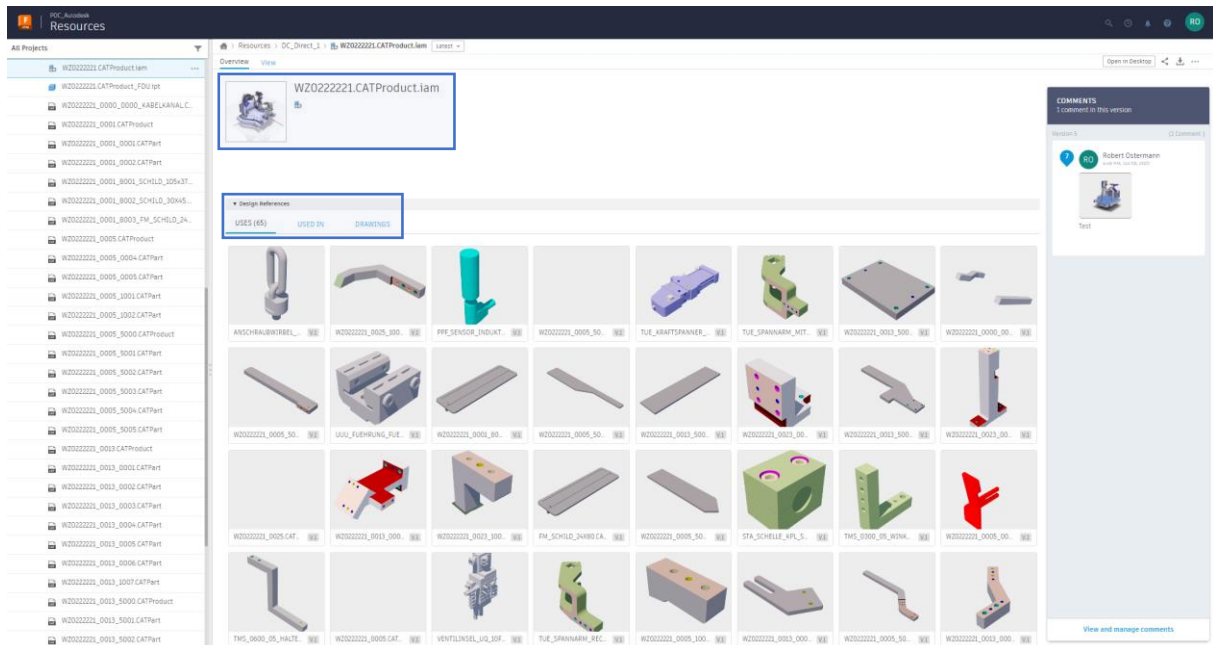 POC_Autodesk
Resources
RO
All Projects
WZ0222221.CATProduct.iam
WZ0222221.CATProduct_FDU.ipt
WZ0222221_0000_0000_KABELKANAL.C...
WZ0222221_0001.CATProduct
WZ0222221_0001_0001.CATPart
WZ0222221_0001_0002.CATPart
WZ0222221_0001_8001_SCHILD_105x37...
WZ0222221_0001_8002_SCHILD_30X45...
WZ0222221_0001_8003_FM_SCHILD_24...
WZ0222221_0005.CATProduct
WZ0222221_0005_0004.CATPart
WZ0222221_0005_0005.CATPart
WZ0222221_0005_1001.CATPart
WZ0222221_0005_1002.CATPart
WZ0222221_0005_5000.CATProduct
WZ0222221_0005_5001.CATPart
WZ0222221_0005_5002.CATPart
WZ0222221_0005_5003.CATPart
WZ0222221_0005_5004.CATPart
WZ0222221_0005_5005.CATPart
WZ0222221_0013.CATProduct
WZ0222221_0013_0001.CATPart
WZ0222221_0013_0002.CATPart
WZ0222221_0013_0003.CATPart
WZ0222221_0013_0004.CATPart
WZ0222221_0013_0005.CATPart
WZ0222221_0013_0006.CATPart
WZ0222221_0013_1007.CATPart
WZ0222221_0013_5000.CATProduct
WZ0222221_0013_5001.CATPart
WZ0222221_0013_5002.CATPart
Resources > DC_Direct_1 > WZ0222221.CATProduct.iam Latest
Overview View
Open in Desktop
WZ0222221.CATProduct.iam
Design References
USES (65) USED IN DRAWINGS
ANSCHRAUBWIRBEL_... V1 WZ0222221_0025_100... V1 PPF_SENSOR_INDUKT... V1 WZ0222221_0005_50... V1 TUE_KRAFTSPANNER_... V1 TUE_SPANNARM_MIT... V1 WZ0222221_0013_500... V1 WZ0222221_0000_00... V1
WZ0222221_0005_50... V1 UUU_FUEHRUNG_FUE... V1 WZ0222221_0001_80... V1 WZ0222221_0005_50... V1 WZ0222221_0013_500... V1 WZ0222221_0023_00... V1 WZ0222221_0013_500... V1 WZ0222221_0023_00... V1
WZ0222221_0025.CAT... V1 WZ0222221_0013_000... V1 WZ0222221_0023_100... V1 FM_SCHILD_24X80.CA... V1 WZ0222221_0005_50... V1 STA_SCHELLE_APL_S... V1 TMS_0300_05_WINK... V1 WZ0222221_0005_00... V1
TMS_0600_05_HALTE... V1 WZ0222221_0005.CAT... V1 VENTILINSEL_UQ_10F... V1 TUE_SPANNARM_REC... V1 WZ0222221_0005_100... V1 WZ0222221_0013_000... V1 WZ0222221_0005_50... V1 WZ0222221_0013_000... V1
COMMENTS
1 comment in this version
7
RO
Robert Ostermann
Test
View and manage comments